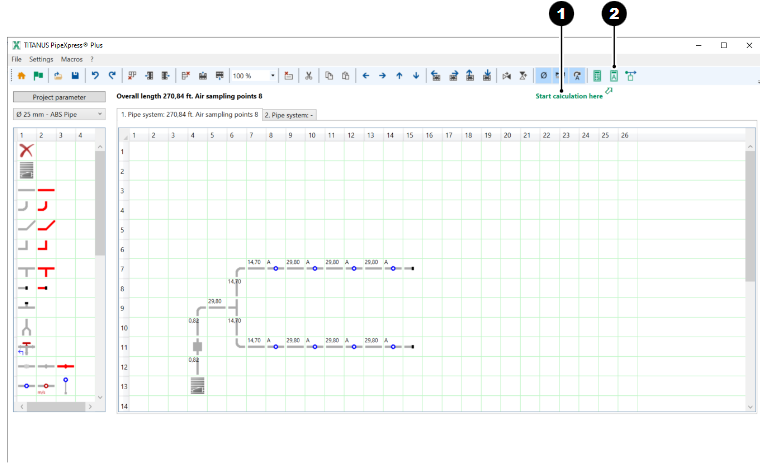 1 2
TITANUS PipeXpress® Plus
File Settings Macros ?
100 %
Project parameter Overall length 270,84 ft. Air sampling points 8 Start calculation here
Ø 25 mm - ABS Pipe 1. Pipe system: 270,84 ft. Air sampling points 8 2. Pipe system: -
1 2 3 4 1 2 3 4 5 6 7 8 9 10 11 12 13 14 15 16 17 18 19 20 21 22 23 24 25 26
1
2
3
4
5
6
14,70 A 29,80 A 29,80 A 29,80 A
7
14,70
8
29,80
9
0,82 14,70
10
14,70 A 29,80 A 29,80 A 29,80 A
11
0,82
12
13
14